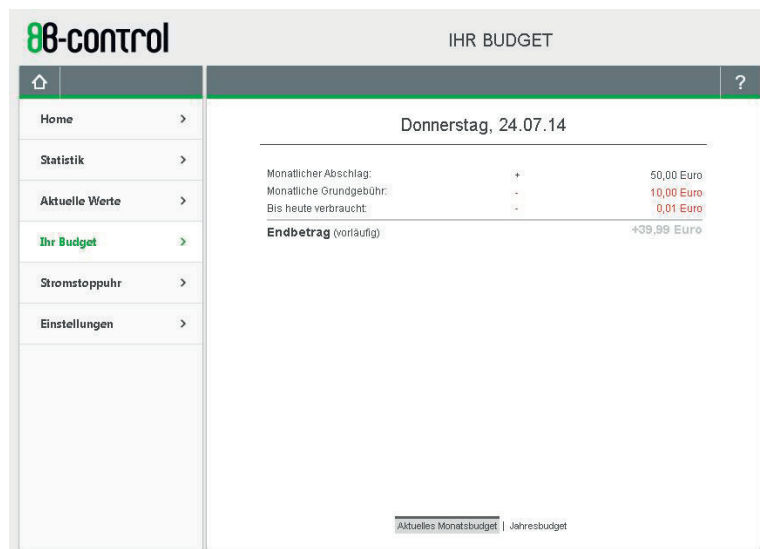 88-control
IHR BUDGET
?
Home >
Statistik >
Aktuelle Werte >
Ihr Budget >
Stromstoppuhr >
Einstellungen >
Donnerstag, 24.07.14
Monatlicher Abschlag: + 50,00 Euro
Monatliche Grundgebühr: - 10,00 Euro
Bis heute verbraucht: - 0,01 Euro
Endbetrag (vorläufig) +39,99 Euro
Aktuelles Monatsbudget | Jahresbudget